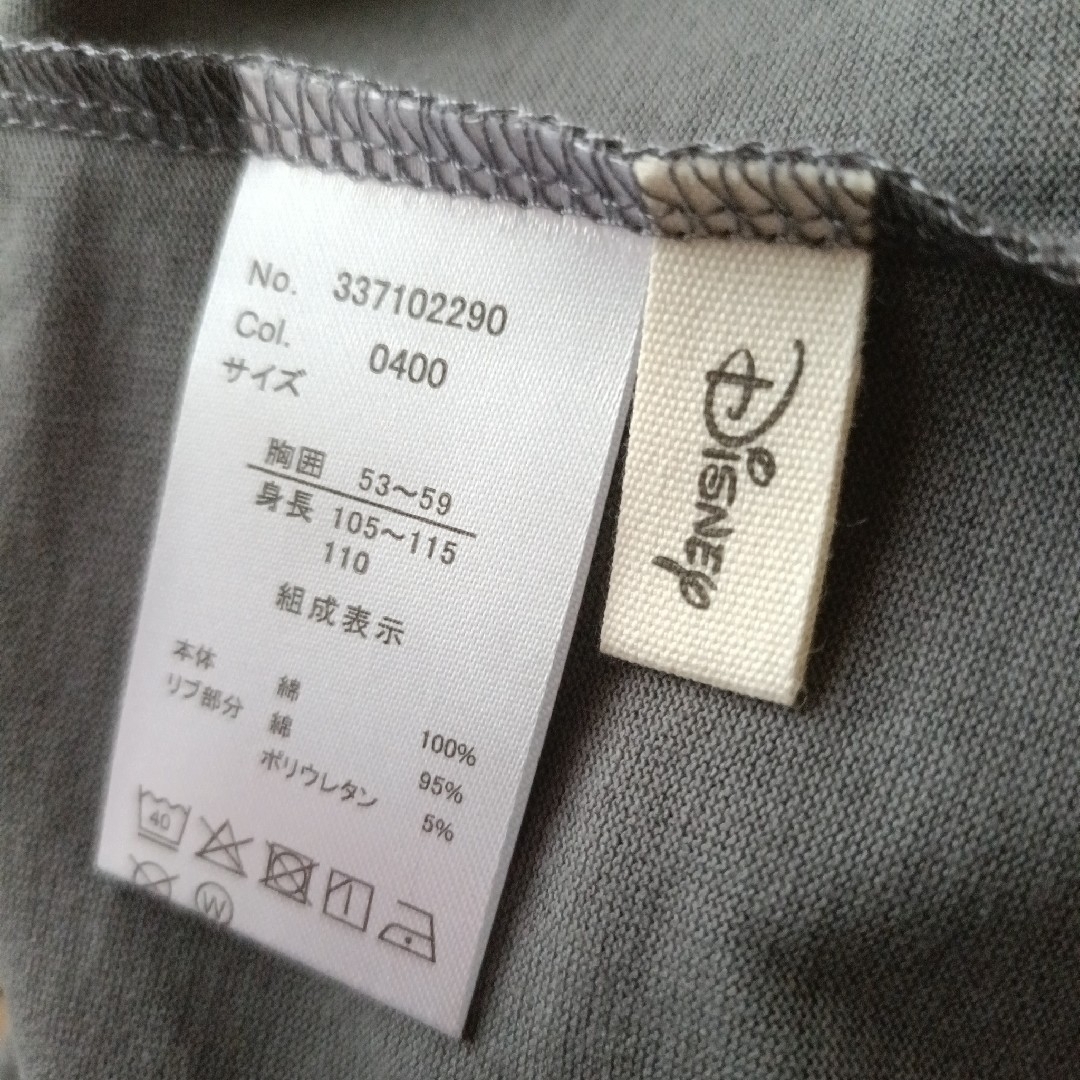 No. 337102290
Col. 0400
サイズ
胸囲 53～59
身長 105～115
110
組成表示
本体 綿 100%
リブ部分 綿 95%
ポリウレタン 5%
40
W
Disney